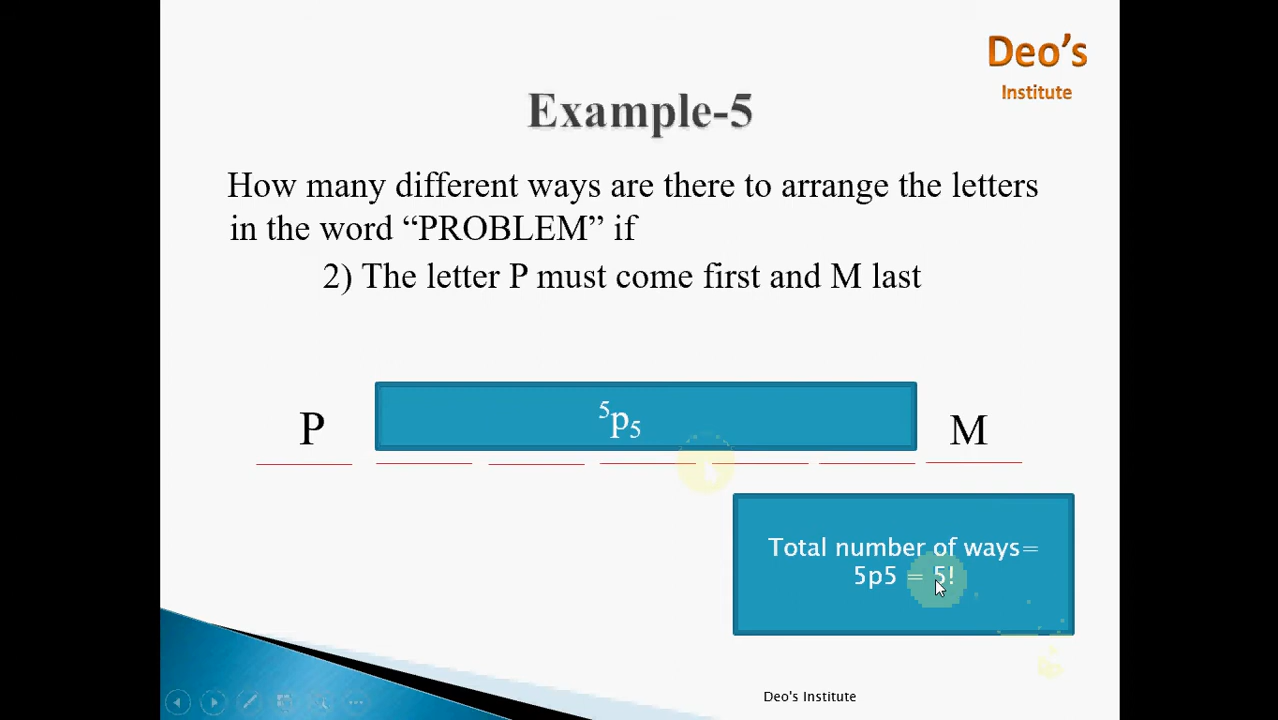 Deo’s
Institute
Example-5
How many different ways are there to arrange the letters
in the word “PROBLEM” if
2) The letter P must come first and M last
P ⁵p₅ M
Total number of ways=
5p5 = 5!
Deo's Institute